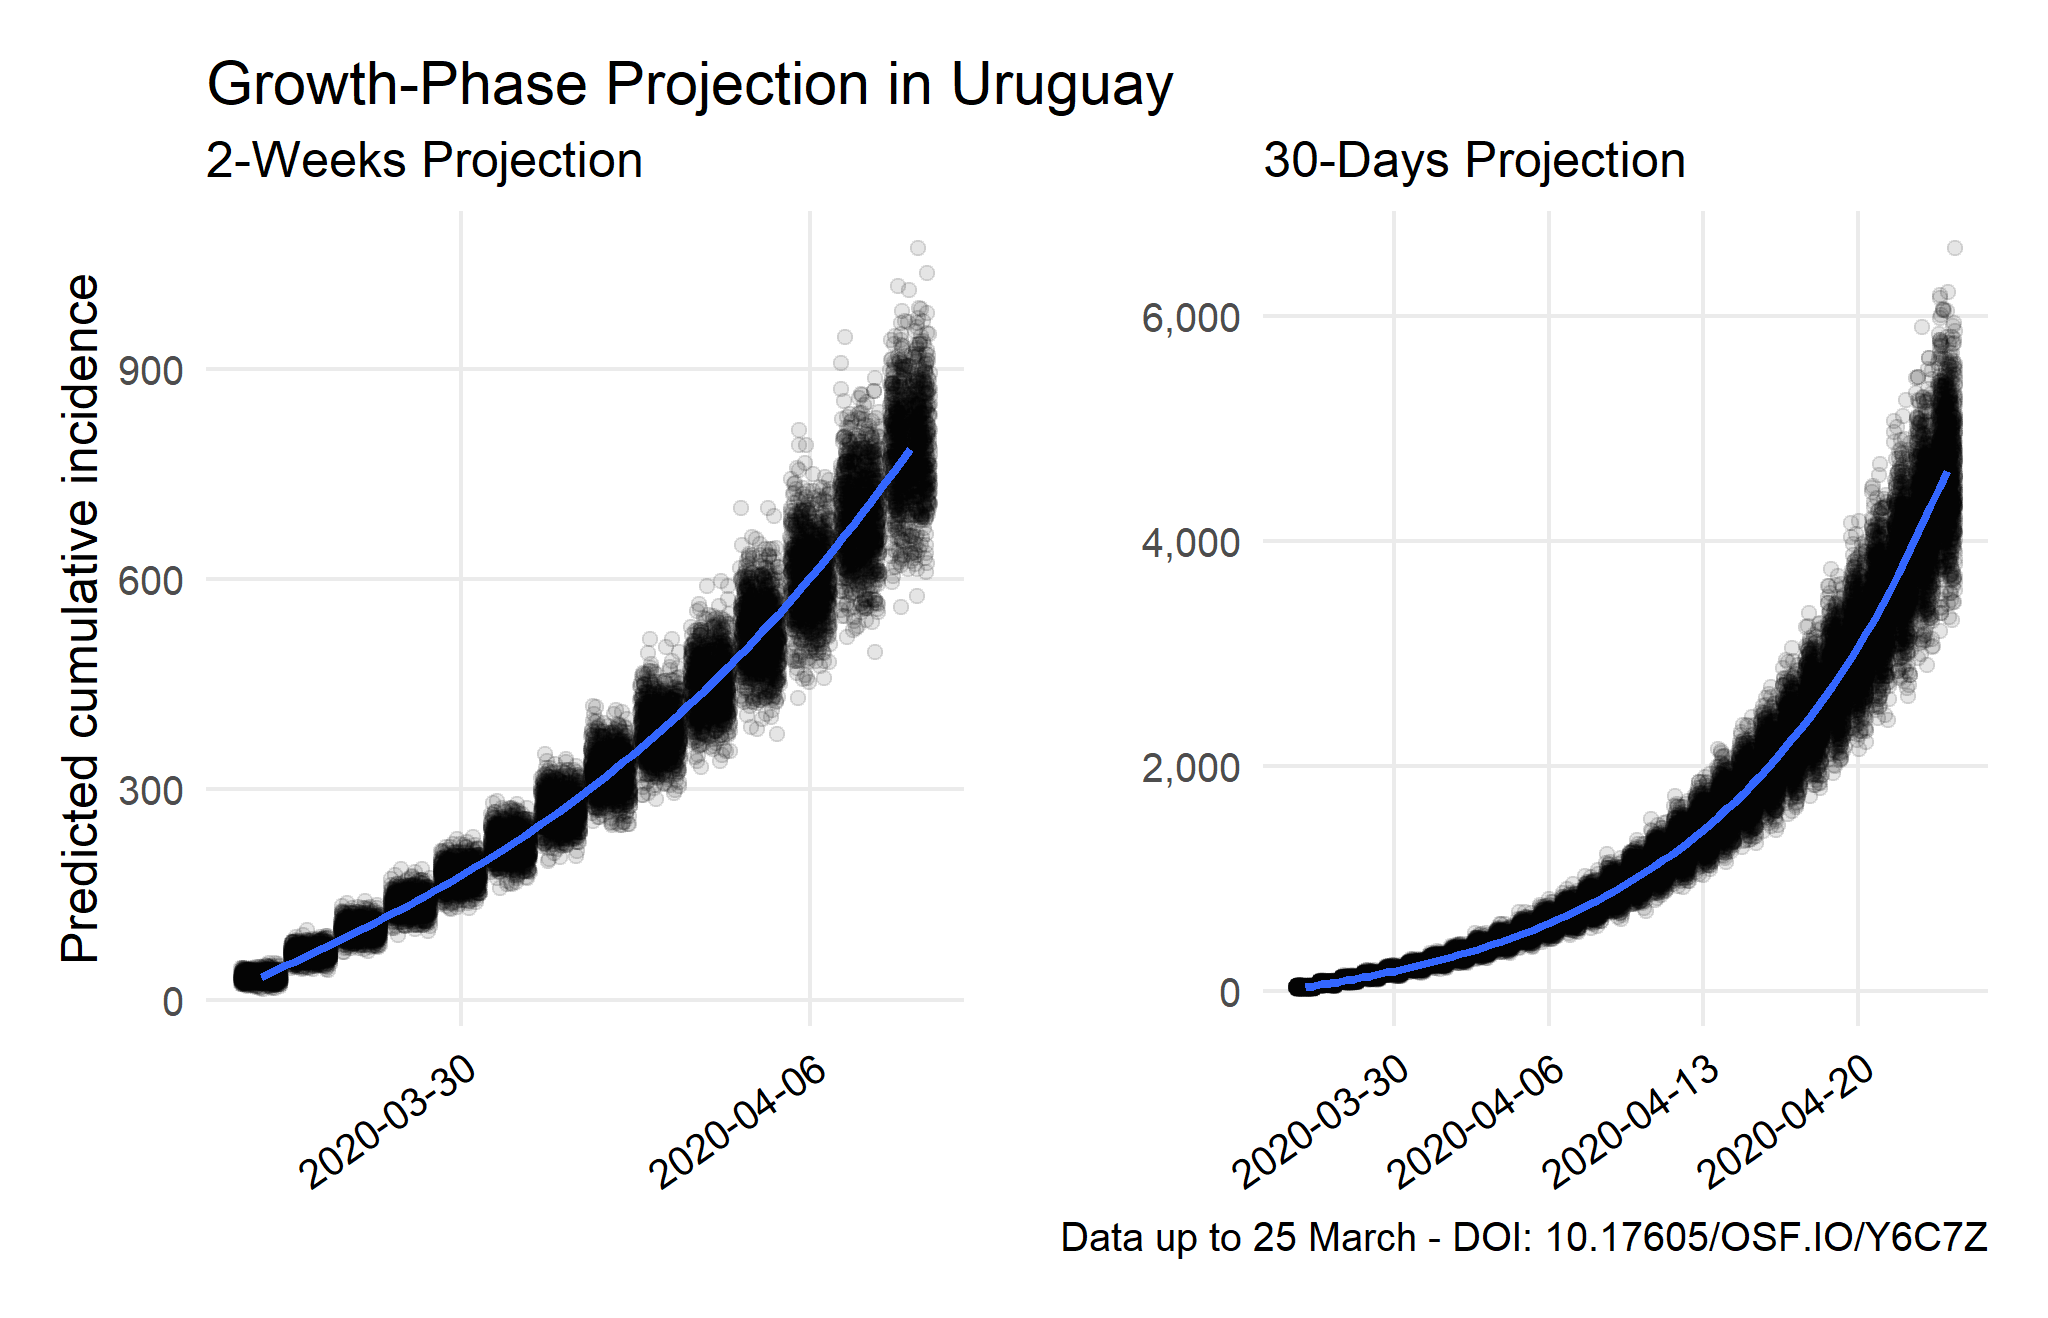 Growth-Phase Projection in Uruguay
2-Weeks Projection
Predicted cumulative incidence
900
600
300
0
2020-03-30
2020-04-06
30-Days Projection
6,000
4,000
2,000
0
2020-03-30
2020-04-06
2020-04-13
2020-04-20
Data up to 25 March - DOI: 10.17605/OSF.IO/Y6C7Z